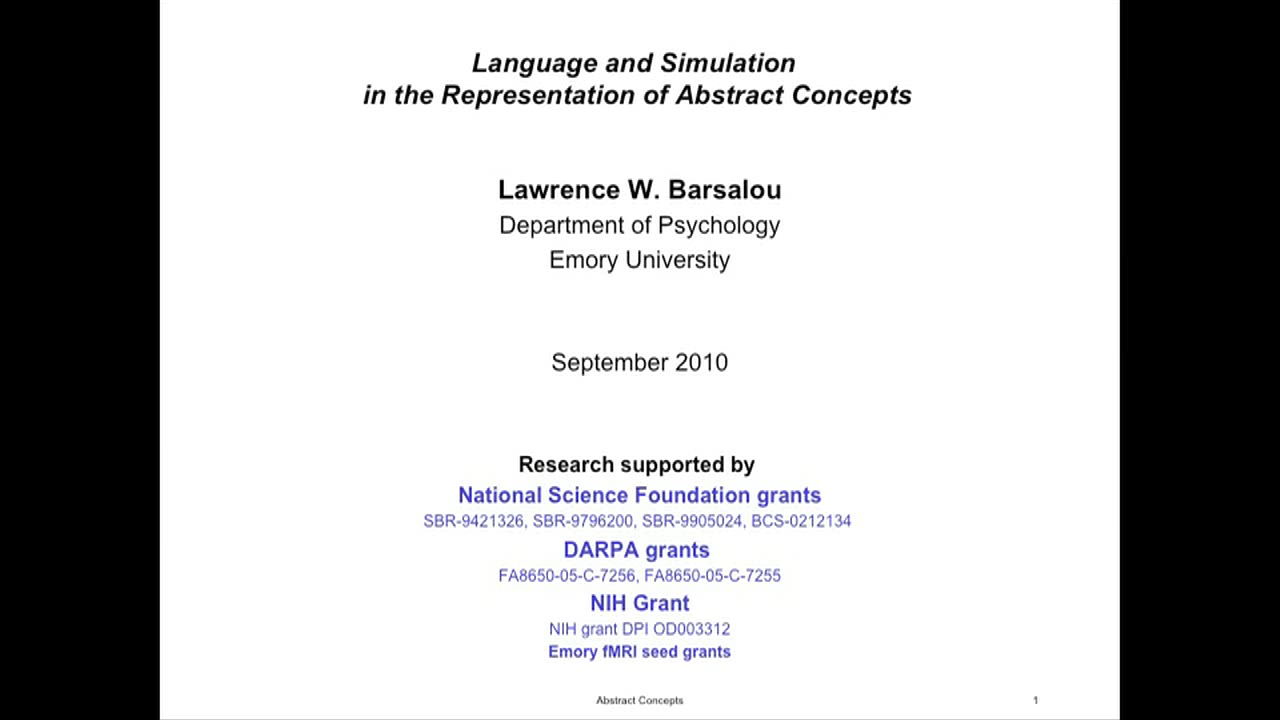 Language and Simulation
in the Representation of Abstract Concepts
Lawrence W. Barsalou
Department of Psychology
Emory University
September 2010
Research supported by
National Science Foundation grants
SBR-9421326, SBR-9796200, SBR-9905024, BCS-0212134
DARPA grants
FA8650-05-C-7256, FA8650-05-C-7255
NIH Grant
NIH grant DPI OD003312
Emory fMRI seed grants
Abstract Concepts
1